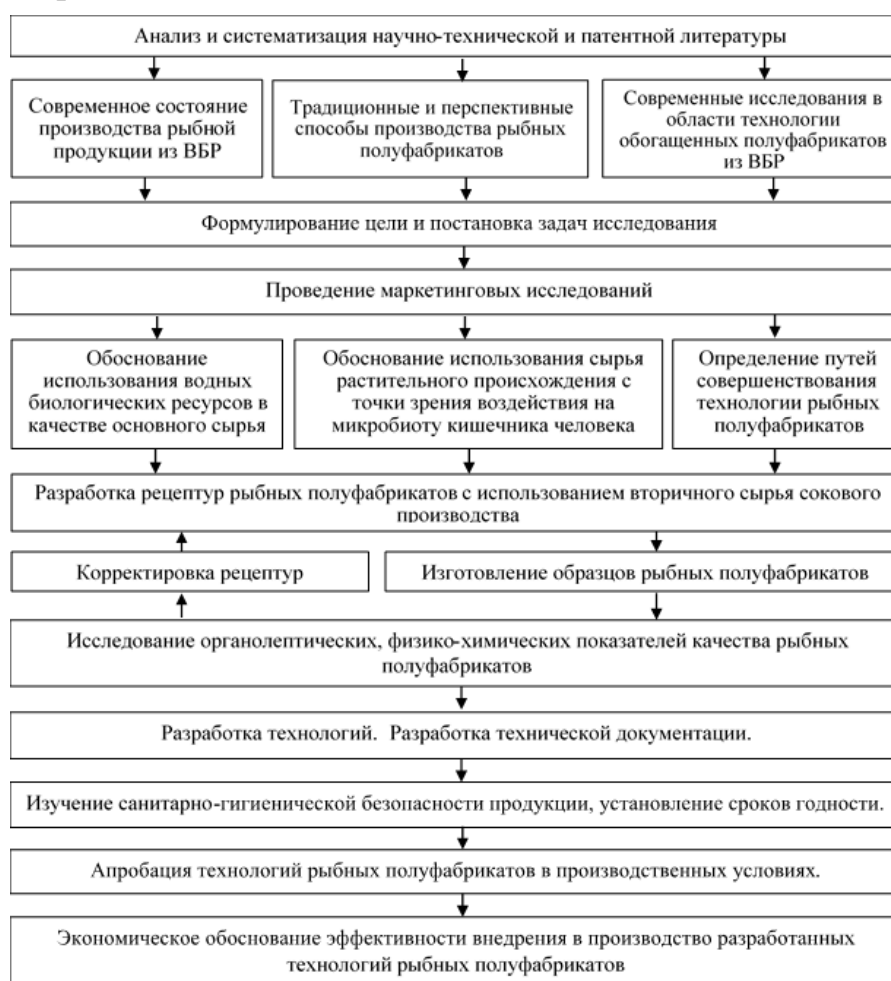 Анализ и систематизация научно-технической и патентной литературы
Современное состояние
производства рыбной
продукции из ВБР
Традиционные и перспективные
способы производства рыбных
полуфабрикатов
Современные исследования в
области технологии
обогащенных полуфабрикатов
из ВБР
Формулирование цели и постановка задач исследования
Проведение маркетинговых исследований
Обоснование
использования водных
биологических ресурсов в
качестве основного сырья
Обоснование использования сырья
растительного происхождения с
точки зрения воздействия на
микробиоту кишечника человека
Определение путей
совершенствования
технологии рыбных
полуфабрикатов
Разработка рецептур рыбных полуфабрикатов с использованием вторичного сырья сокового
производства
Корректировка рецептур
Изготовление образцов рыбных полуфабрикатов
Исследование органолептических, физико-химических показателей качества рыбных
полуфабрикатов
Разработка технологий. Разработка технической документации.
Изучение санитарно-гигиенической безопасности продукции, установление сроков годности.
Апробация технологий рыбных полуфабрикатов в производственных условиях.
Экономическое обоснование эффективности внедрения в производство разработанных
технологий рыбных полуфабрикатов